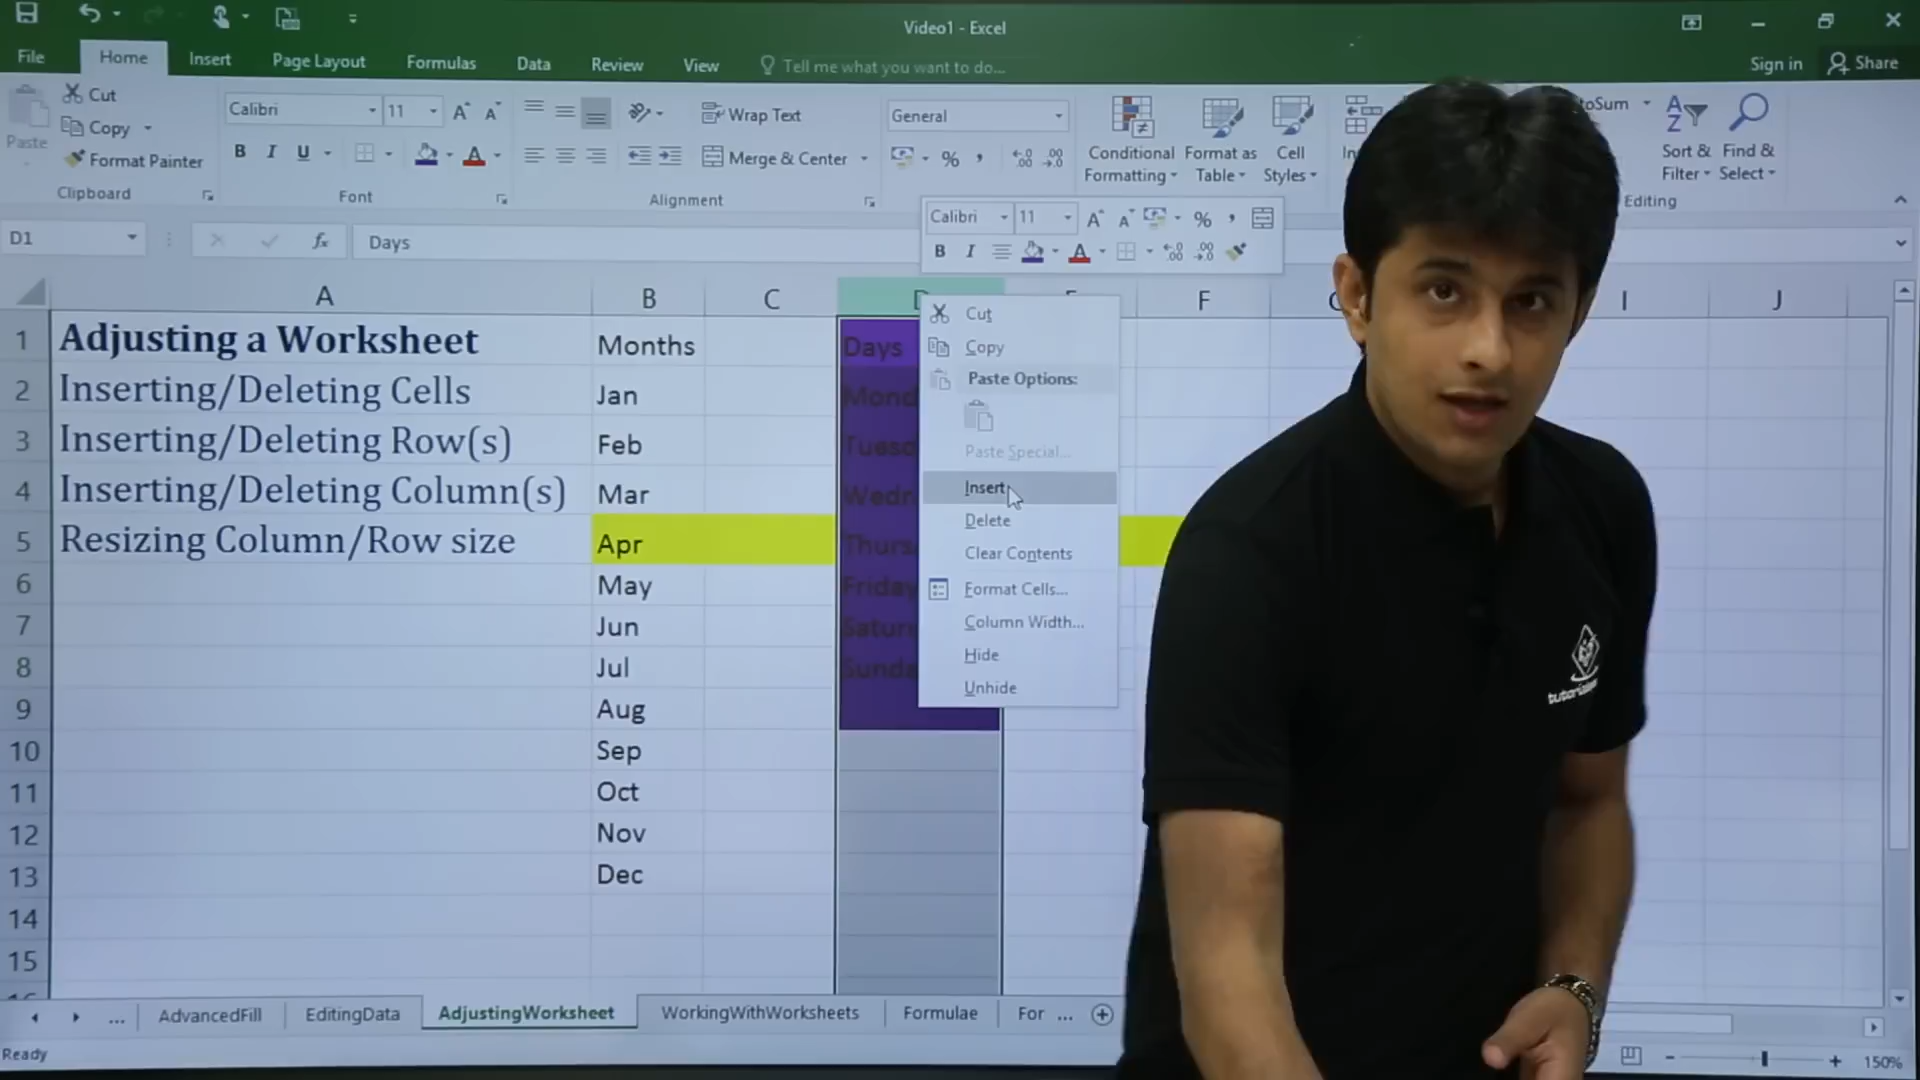 Video1 - Excel
File Home Insert Page Layout Formulas Data Review View Tell me what you want to do... Sign in Share
Paste
Cut
Copy
Format Painter
Clipboard
Calibri 11
B I U
Font
Wrap Text
Merge & Center
Alignment
General
%
Conditional Formatting
Format as Table
Cell Styles
Sort & Filter
Find & Select
Editing
D1
fx
Days
Calibri 11
%
B I
A B C D F I J
1 Adjusting a Worksheet Months Days
2 Inserting/Deleting Cells Jan
3 Inserting/Deleting Row(s) Feb
4 Inserting/Deleting Column(s) Mar
5 Resizing Column/Row size Apr
6 May Friday
7 Jun
8 Jul
9 Aug
10 Sep
11 Oct
12 Nov
13 Dec
14
15
Cut
Copy
Paste Options:
Paste Special...
Insert
Delete
Clear Contents
Format Cells...
Column Width...
Hide
Unhide
... AdvancedFill EditingData AdjustingWorksheet WorkingWithWorksheets Formulae For ...
Ready
150%